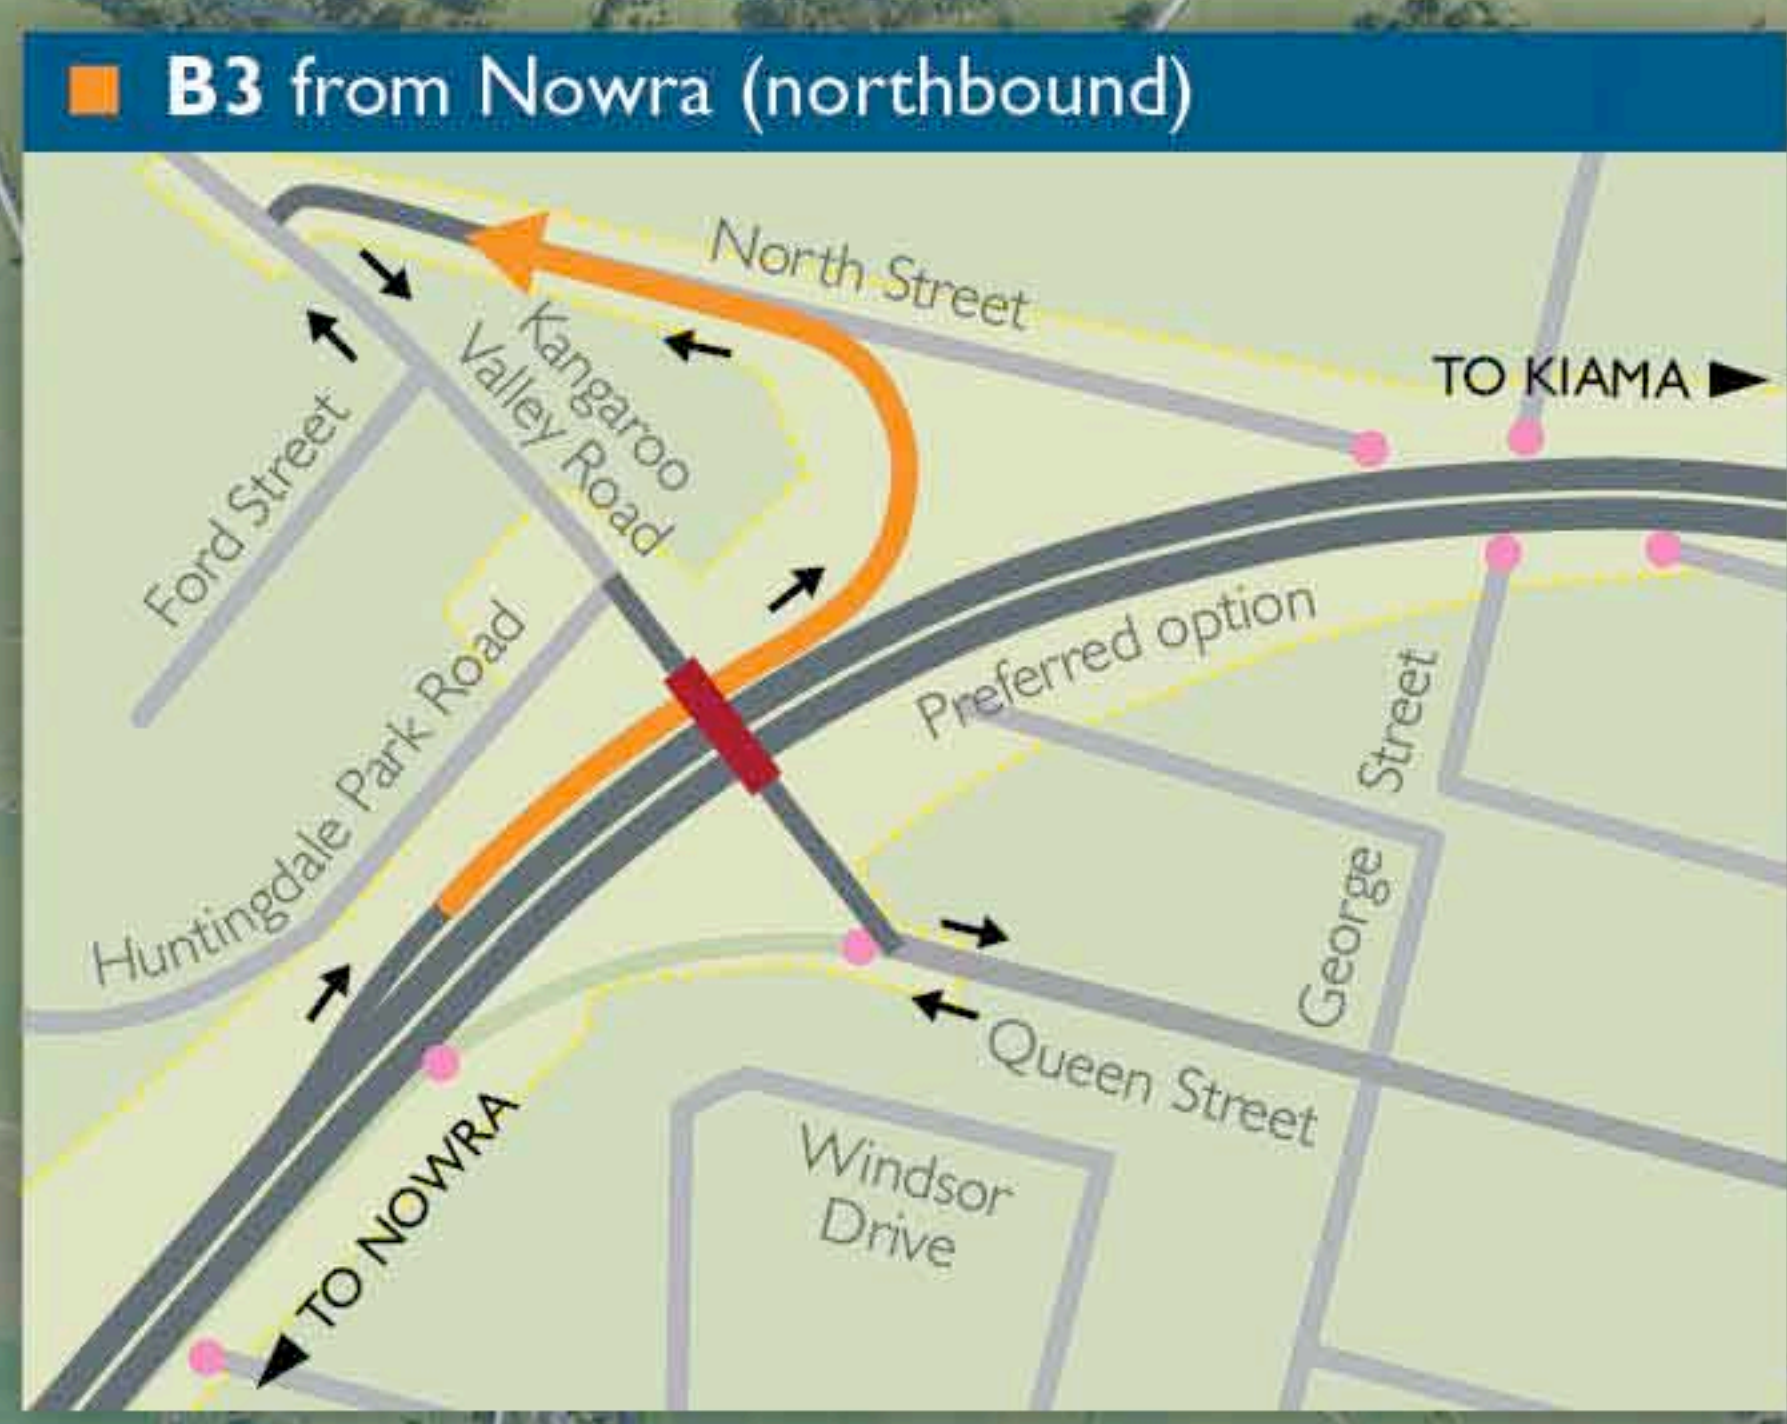 B3 from Nowra (northbound)
North Street
TO KIAMA
Kangaroo
Valley Road
Ford Street
Huntingdale Park Road
Preferred option
George Street
Queen Street
TO NOWRA
Windsor
Drive